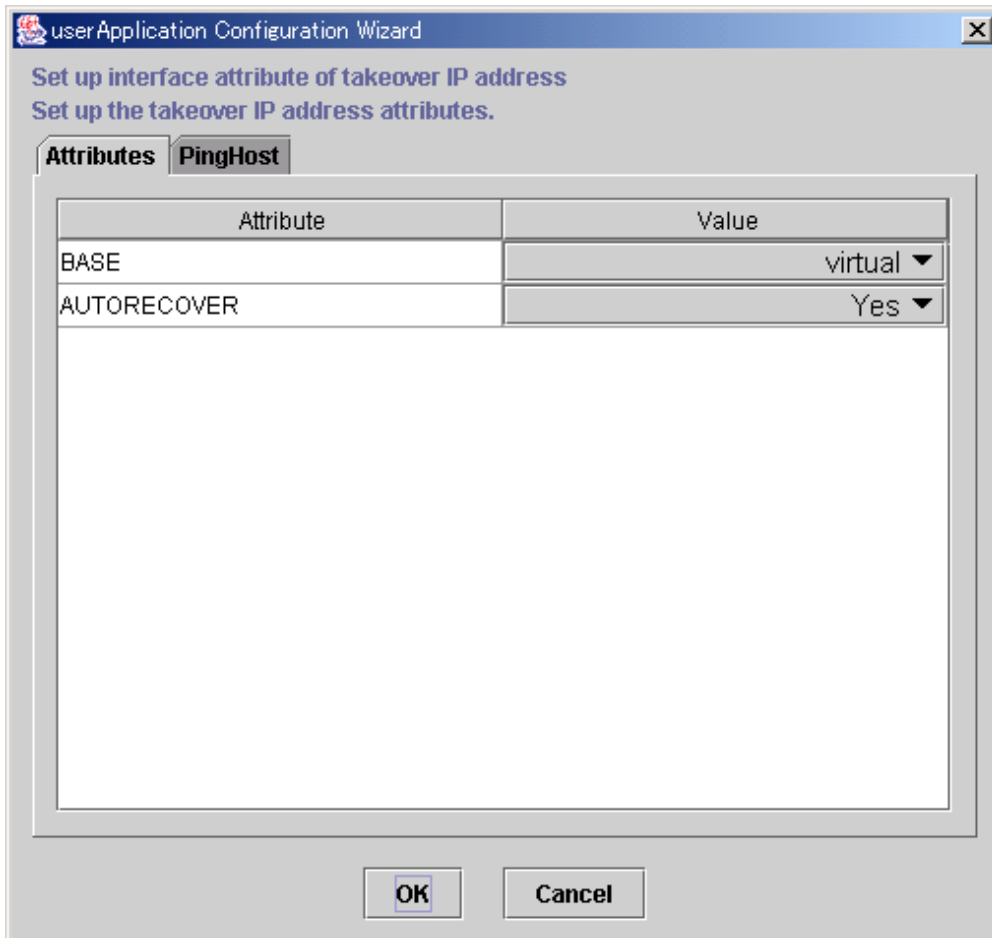 userApplication Configuration Wizard
Set up interface attribute of takeover IP address
Set up the takeover IP address attributes.
Attributes PingHost
Attribute Value
BASE virtual
AUTORECOVER Yes
OK Cancel